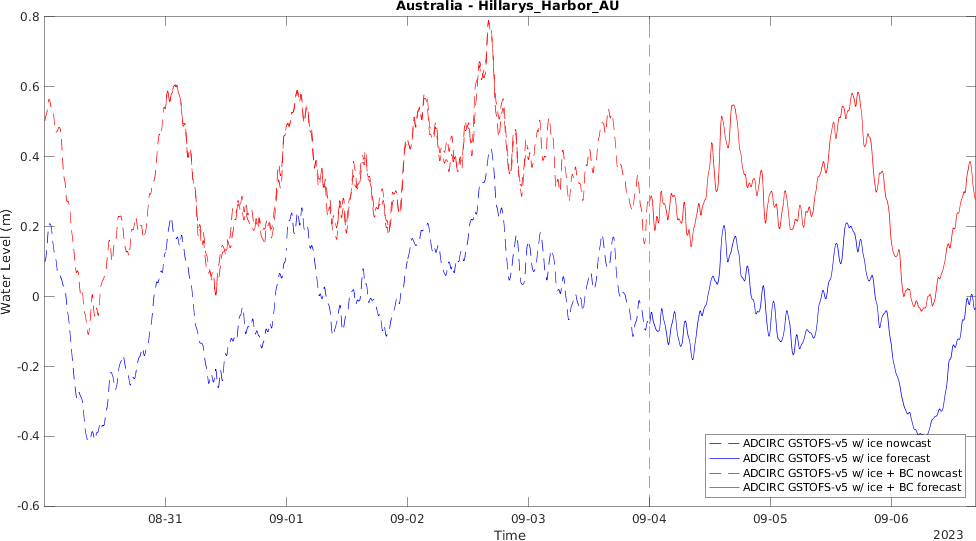 Australia - Hillarys_Harbor_AU
Water Level (m)
0.8
0.6
0.4
0.2
0
-0.2
-0.4
-0.6
ADCIRC GSTOFS-v5 w/ ice nowcast
ADCIRC GSTOFS-v5 w/ ice forecast
ADCIRC GSTOFS-v5 w/ ice + BC nowcast
ADCIRC GSTOFS-v5 w/ ice + BC forecast
08-31 09-01 09-02 09-03 09-04 09-05 09-06
Time
2023